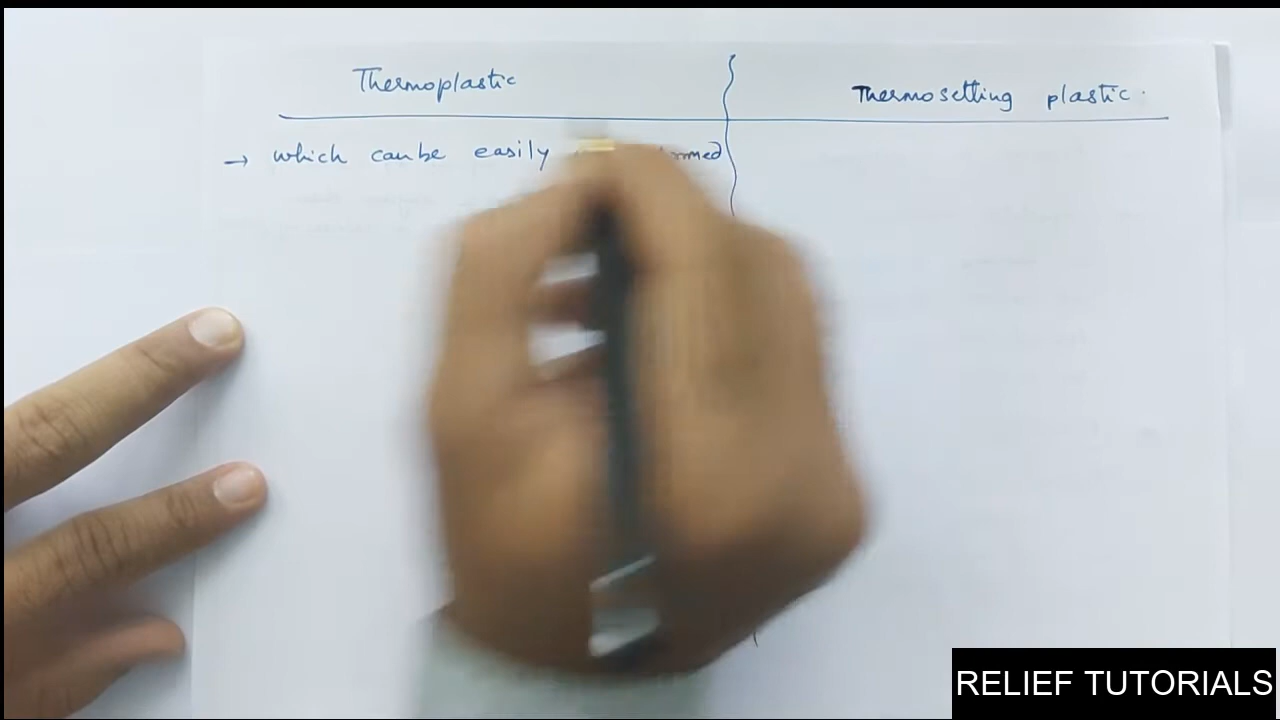 Thermoplastic
Thermosetting plastic.
→ which can be easily
RELIEF TUTORIALS